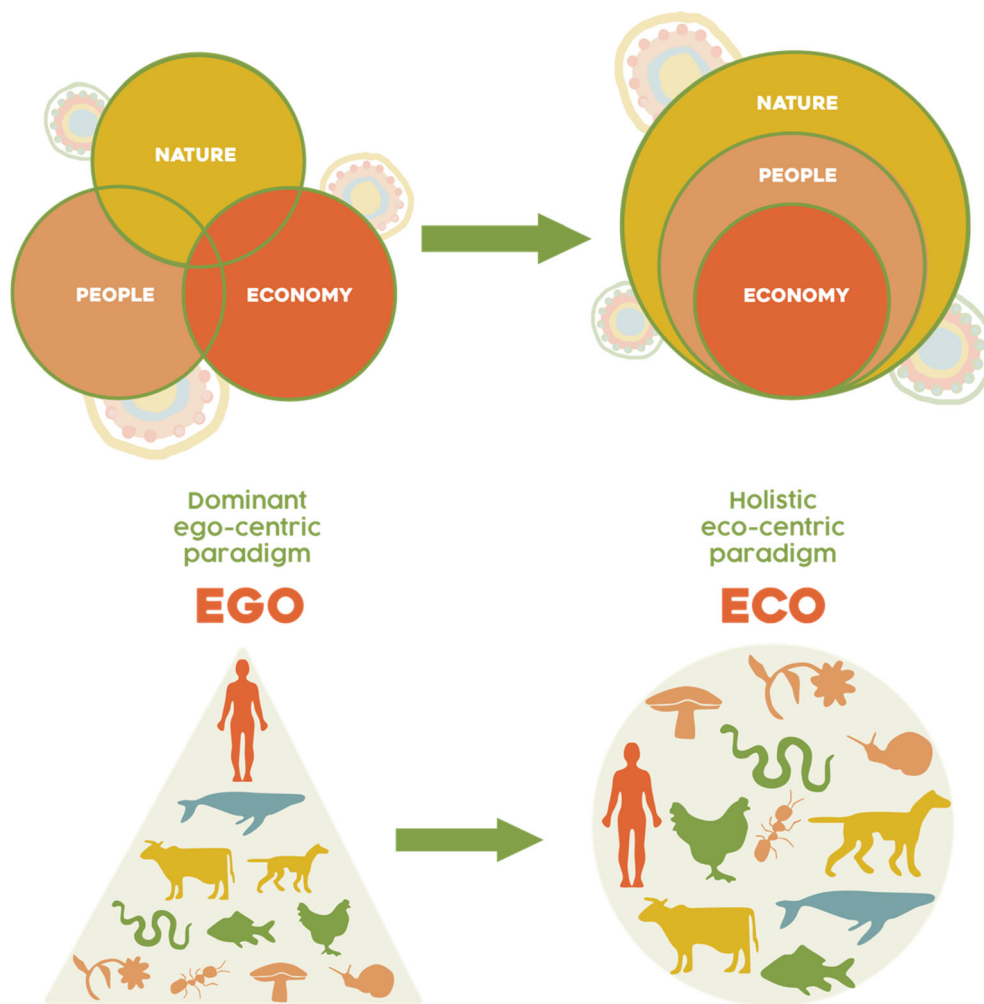 NATURE
PEOPLE
ECONOMY
NATURE
PEOPLE
ECONOMY
Dominant
ego-centric
paradigm
EGO
Holistic
eco-centric
paradigm
ECO